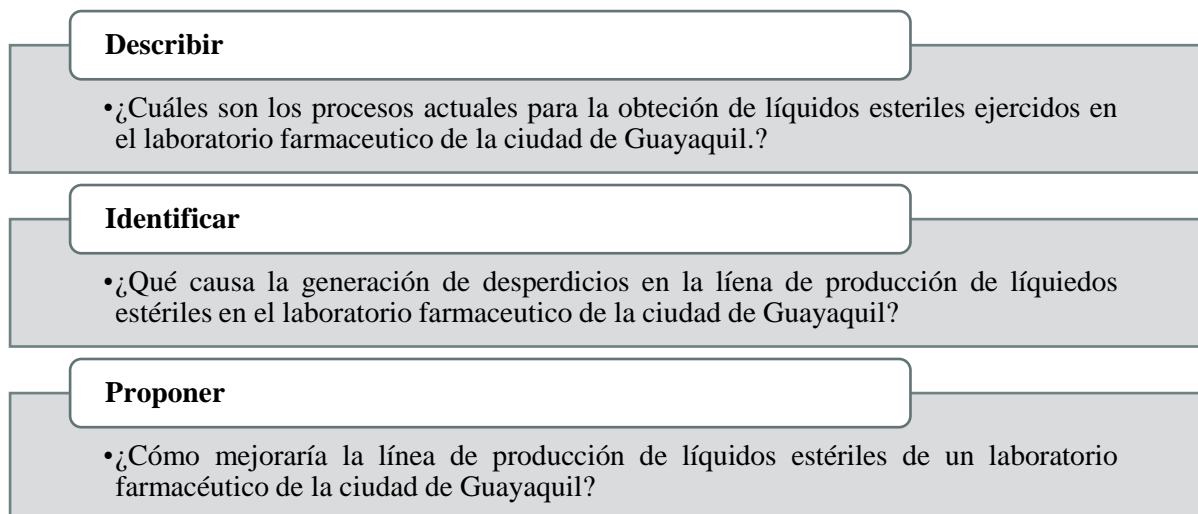 Describir
•¿Cuáles son los procesos actuales para la obteción de líquidos esteriles ejercidos en
el laboratorio farmaceutico de la ciudad de Guayaquil.?
Identificar
•¿Qué causa la generación de desperdicios en la líena de producción de líquiedos
estériles en el laboratorio farmaceutico de la ciudad de Guayaquil?
Proponer
•¿Cómo mejoraría la línea de producción de líquidos estériles de un laboratorio
farmacéutico de la ciudad de Guayaquil?